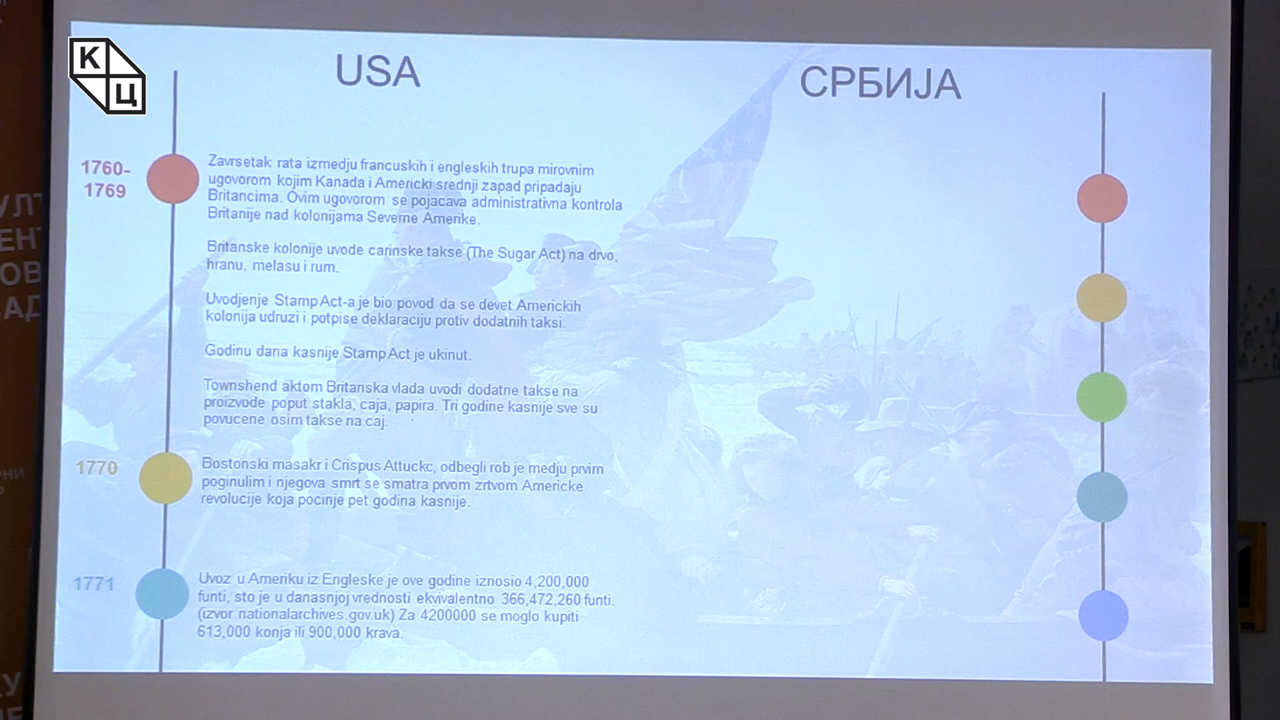 К
Ц
USA
СРБИЈА
1760-
1769
Zavrsetak rata izmedju francuskih i engleskih trupa mirovnim
ugovorom kojim Kanada i Americki srednji zapad pripadaju
Britancima. Ovim ugovorom se pojacava administrativna kontrola
Britanije nad kolonijama Severne Amerike.
Britanske kolonije uvode carinske takse (The Sugar Act) na drvo,
hranu, melasu i rum.
Uvodjenje Stamp Act-a je bio povod da se devet Americkih
kolonija udruzi i potpise deklaraciju protiv dodatnih taksi.
Godinu dana kasnije Stamp Act je ukinut.
Townshend aktom Britanska vlada uvodi dodatne takse na
proizvode poput stakla, caja, papira. Tri godine kasnije sve su
povucene osim takse na caj.
1770
Bostonski masakr i Crispus Attuckc, odbegli rob je medju prvim
poginulim i njegova smrt se smatra prvom zrtvom Americke
revolucije koja pocinje pet godina kasnije.
1771
Uvoz u Ameriku iz Engleske je ove godine iznosio 4,200,000
funti, sto je u danasnjoj vrednosti ekvivalentno 366,472,260 funti.
(izvor nationalarchives.gov.uk) Za 4200000 se moglo kupiti
613,000 konja ili 900,000 krava.